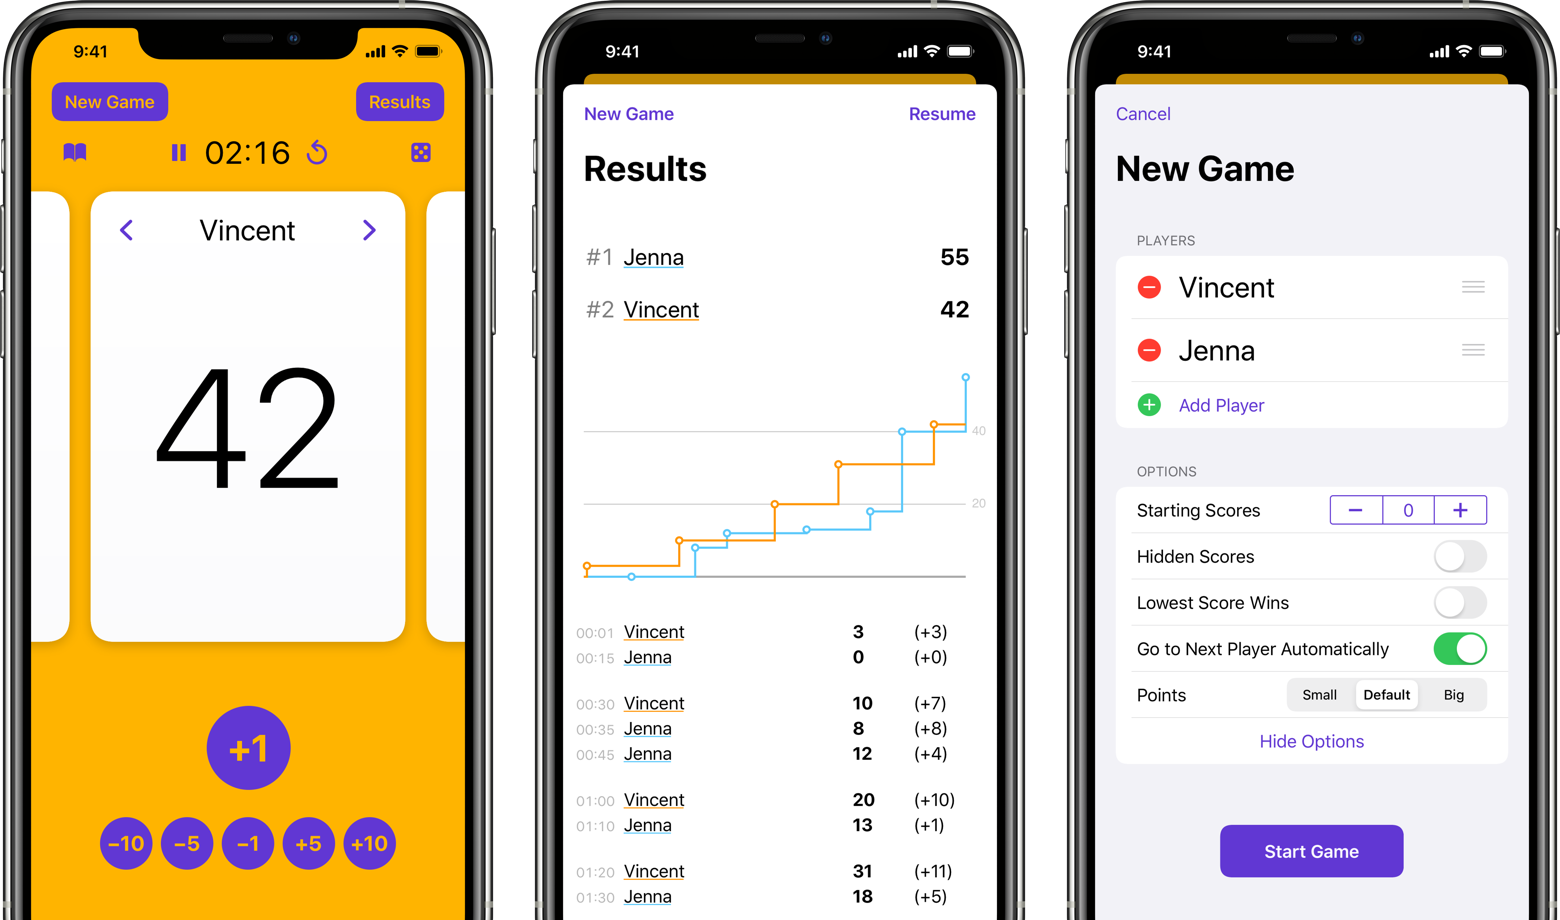 9:41
New Game Results
02:16
Vincent
42
+1
−10 −5 −1 +5 +10
9:41
New Game Resume
Results
#1 Jenna 55
#2 Vincent 42
40
20
00:01 Vincent 3 (+3)
00:15 Jenna 0 (+0)
00:30 Vincent 10 (+7)
00:35 Jenna 8 (+8)
00:45 Jenna 12 (+4)
01:00 Vincent 20 (+10)
01:10 Jenna 13 (+1)
01:20 Vincent 31 (+11)
01:30 Jenna 18 (+5)
9:41
Cancel
New Game
PLAYERS
Vincent
Jenna
Add Player
OPTIONS
Starting Scores − 0 +
Hidden Scores
Lowest Score Wins
Go to Next Player Automatically
Points Small Default Big
Hide Options
Start Game